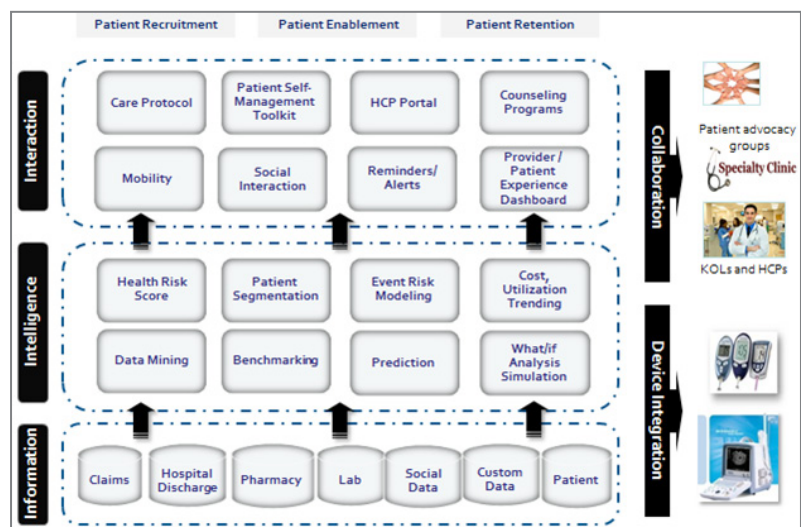 Patient Recruitment
Patient Enablement
Patient Retention
Interaction
Care Protocol
Patient Self-
Management
Toolkit
HCP Portal
Counseling
Programs
Mobility
Social
Interaction
Reminders/
Alerts
Provider /
Patient
Experience
Dashboard
Intelligence
Health Risk
Score
Patient
Segmentation
Event Risk
Modeling
Cost,
Utilization
Trending
Data Mining
Benchmarking
Prediction
What/if
Analysis
Simulation
Information
Claims
Hospital
Discharge
Pharmacy
Lab
Social
Data
Custom
Data
Patient
Collaboration
Patient advocacy
groups
Specialty Clinic
KOLs and HCPs
Device Integration